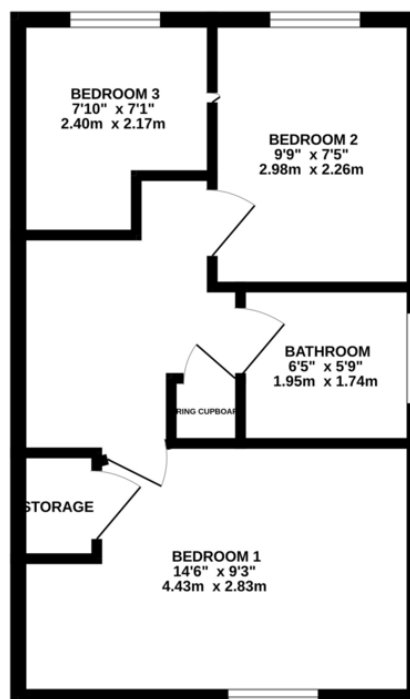 BEDROOM 3
7'10" x 7'1"
2.40m x 2.17m
BEDROOM 2
9'9" x 7'5"
2.98m x 2.26m
BATHROOM
6'5" x 5'9"
1.95m x 1.74m
RING CUPBOAR
STORAGE
BEDROOM 1
14'6" x 9'3"
4.43m x 2.83m